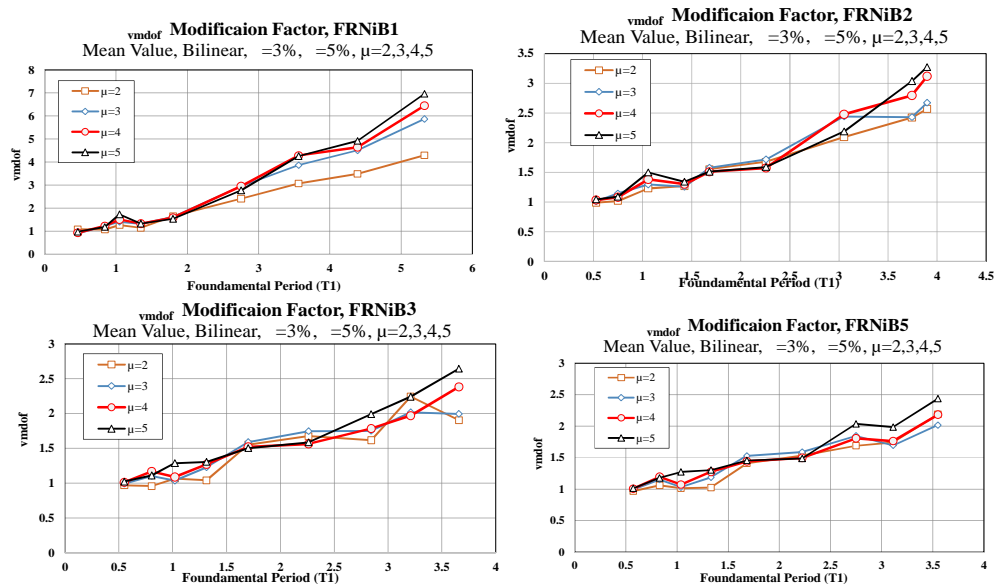 vmdof Modificaion Factor, FRNiB1
Mean Value, Bilinear, =3%, =5%, μ=2,3,4,5
8
7
6
5
4
3
2
1
0
vmdof
μ=2
μ=3
μ=4
μ=5
0 1 2 3 4 5 6
Foundamental Period (T1)
vmdof Modificaion Factor, FRNiB2
Mean Value, Bilinear, =3%, =5%, μ=2,3,4,5
3.5
3
2.5
2
1.5
1
0.5
0
vmdof
μ=2
μ=3
μ=4
μ=5
0 0.5 1 1.5 2 2.5 3 3.5 4 4.5
Foundamental Period (T1)
vmdof Modificaion Factor, FRNiB3
Mean Value, Bilinear, =3%, =5%, μ=2,3,4,5
3
2.5
2
1.5
1
0.5
0
vmdof
μ=2
μ=3
μ=4
μ=5
0 0.5 1 1.5 2 2.5 3 3.5 4
Foundamental Period (T1)
vmdof Modificaion Factor, FRNiB5
Mean Value, Bilinear, =3%, =5%, μ=2,3,4,5
3
2.5
2
1.5
1
0.5
0
vmdof
μ=2
μ=3
μ=4
μ=5
0 0.5 1 1.5 2 2.5 3 3.5 4
Foundamental Period (T1)